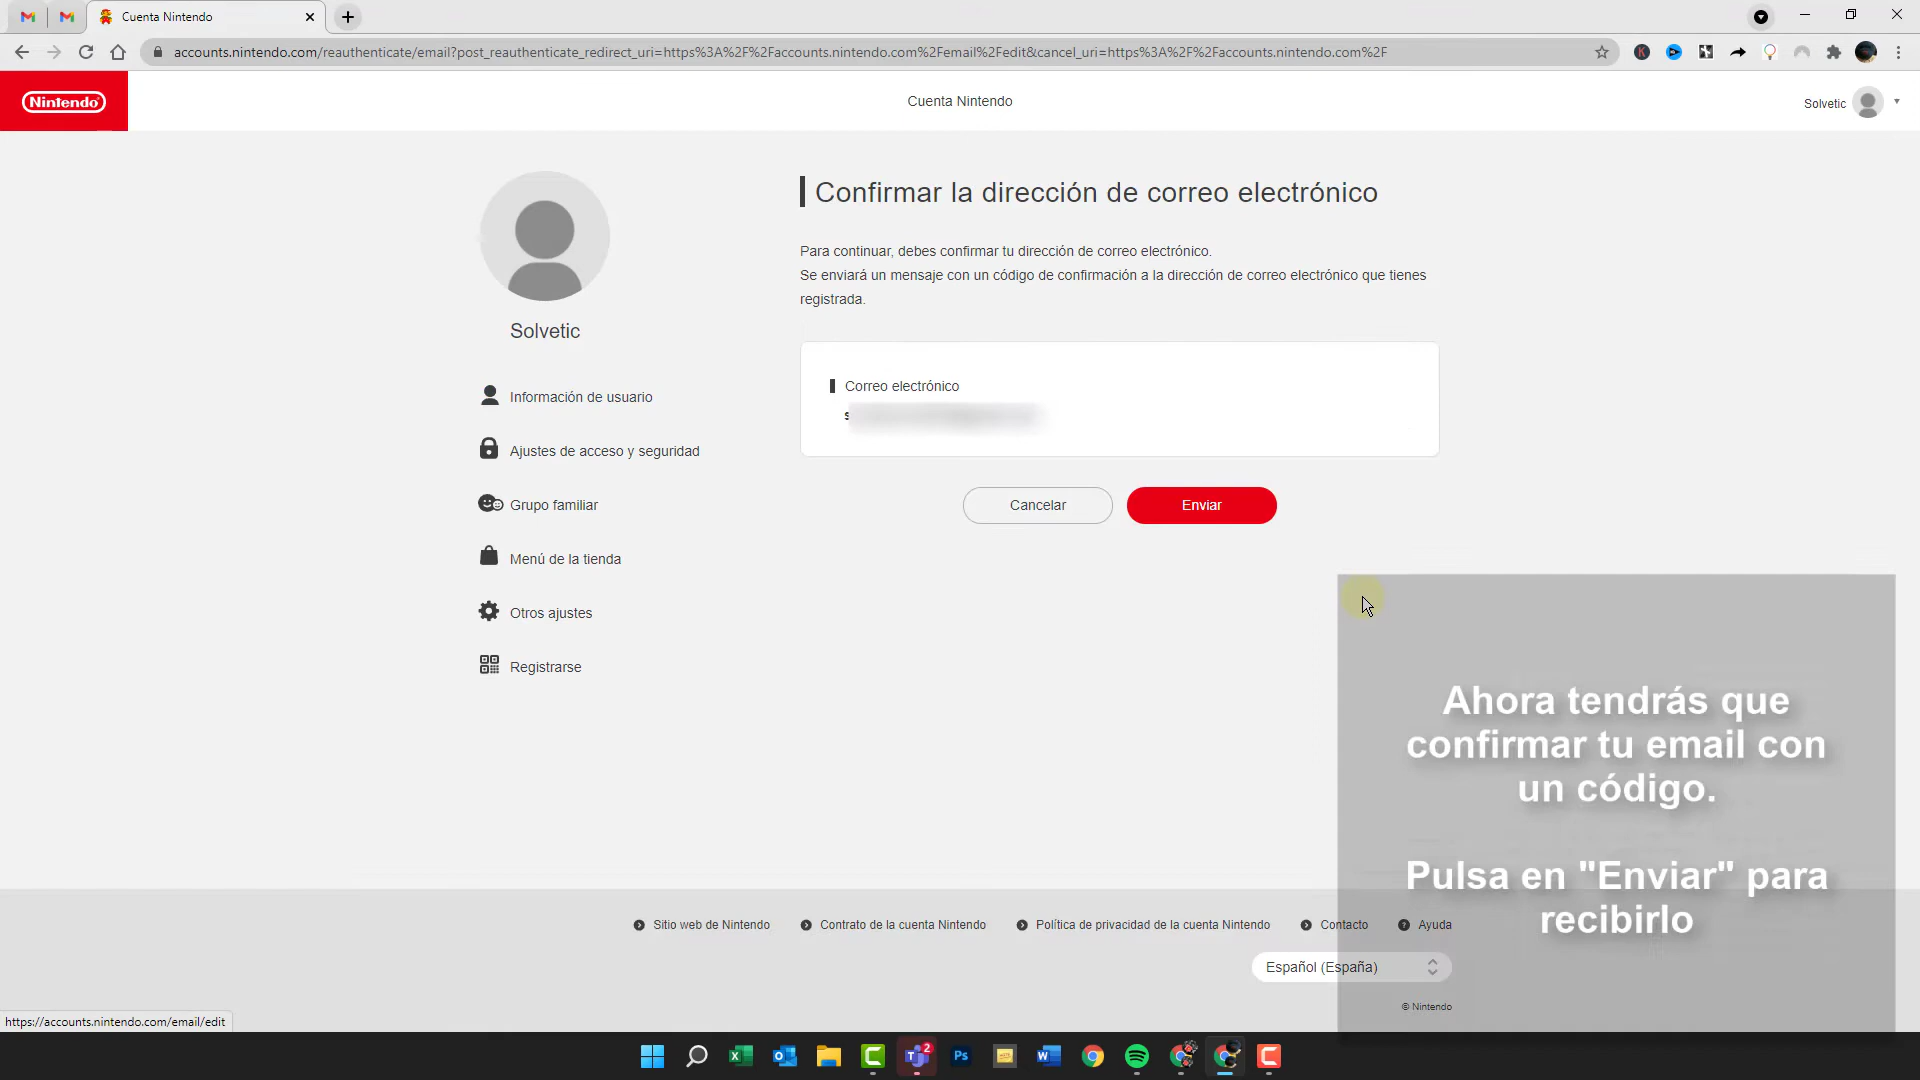 Cuenta Nintendo
accounts.nintendo.com/reauthenticate/email?post_reauthenticate_redirect_uri=https%3A%2F%2Faccounts.nintendo.com%2Femail%2Fedit&cancel_uri=https%3A%2F%2Faccounts.nintendo.com%2F
Nintendo
Cuenta Nintendo
Solvetic
Confirmar la dirección de correo electrónico
Para continuar, debes confirmar tu dirección de correo electrónico.
Se enviará un mensaje con un código de confirmación a la dirección de correo electrónico que tienes
registrada.
Solvetic
Información de usuario
Ajustes de acceso y seguridad
Grupo familiar
Menú de la tienda
Otros ajustes
Registrarse
Correo electrónico
Cancelar
Enviar
Ahora tendrás que
confirmar tu email con
un código.
Pulsa en "Enviar" para
recibirlo
Sitio web de Nintendo
Contrato de la cuenta Nintendo
Política de privacidad de la cuenta Nintendo
Contacto
Ayuda
Español (España)
© Nintendo
https://accounts.nintendo.com/email/edit
2
Ps